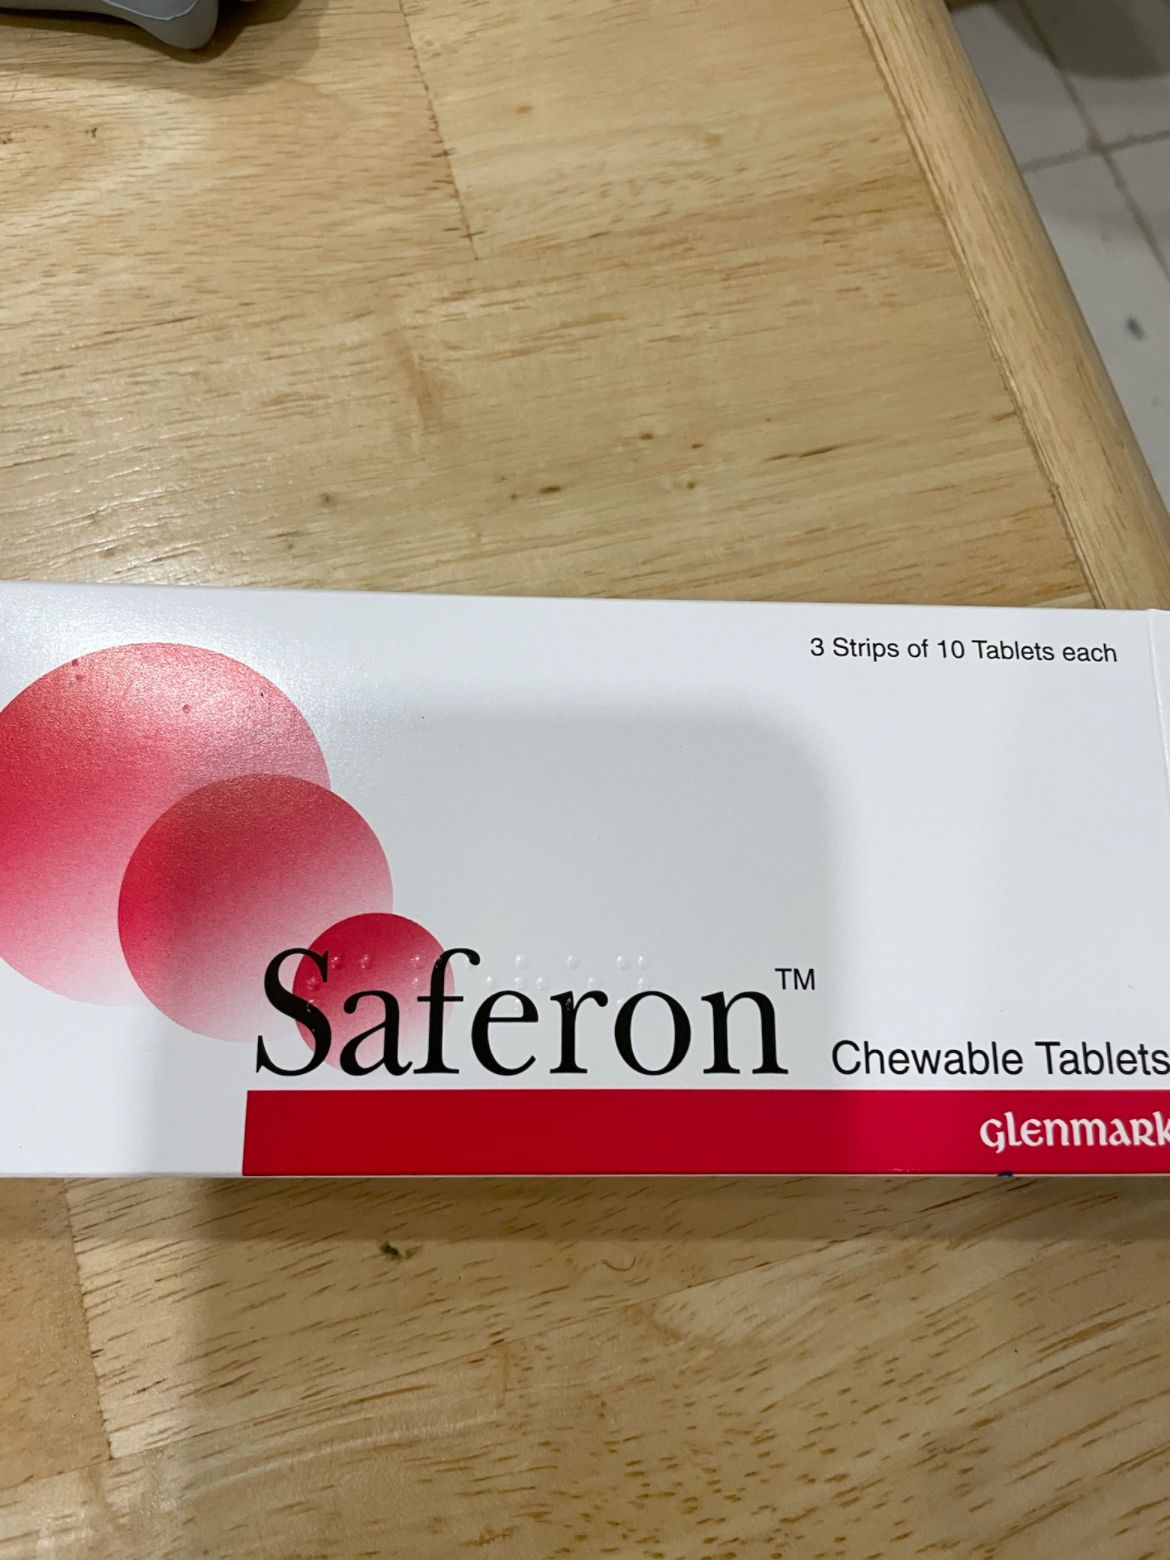 3 Strips of 10 Tablets each
Saferon™ Chewable Tablets
glenmark